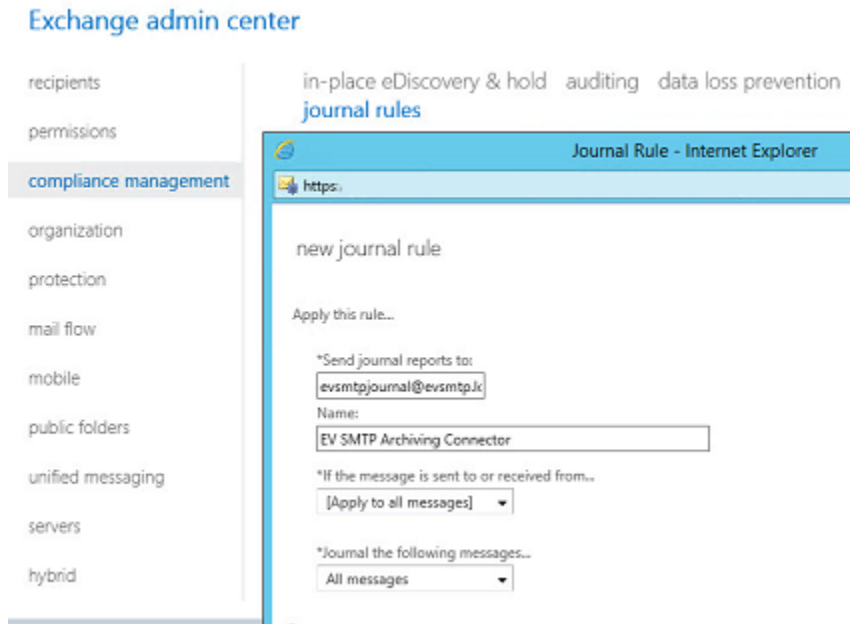 Exchange admin center
recipients
permissions
compliance management
organization
protection
mail flow
mobile
public folders
unified messaging
servers
hybrid
in-place eDiscovery & hold auditing data loss prevention
journal rules
Journal Rule - Internet Explorer
https:
new journal rule
Apply this rule...
*Send journal reports to:
evsmtpjournal@evsmtp.lc
Name:
EV SMTP Archiving Connector
*If the message is sent to or received from...
[Apply to all messages]
*Journal the following messages...
All messages